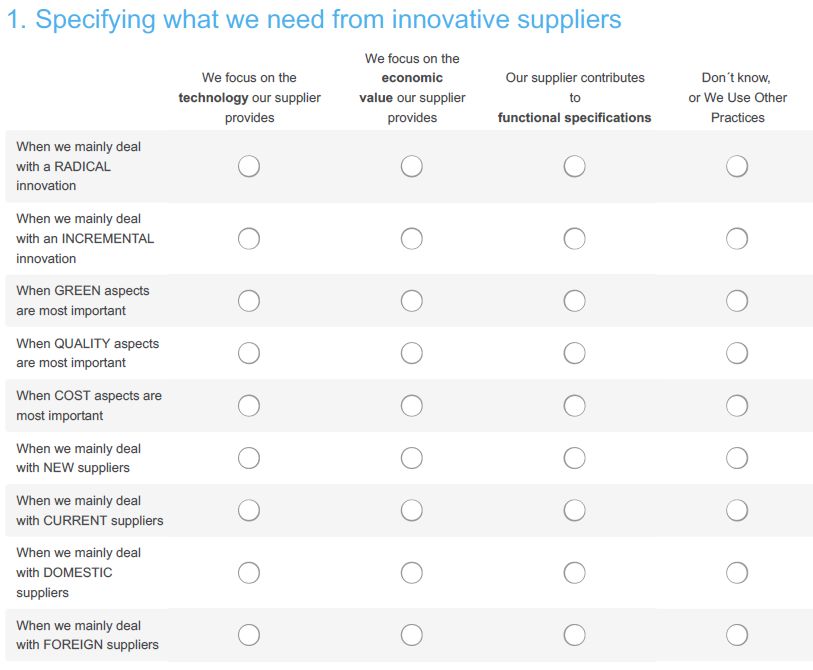 1. Specifying what we need from innovative suppliers
We focus on the
technology our supplier
provides
We focus on the
economic
value our supplier
provides
Our supplier contributes
to
functional specifications
Don´t know,
or We Use Other
Practices
When we mainly deal
with a RADICAL
innovation
When we mainly deal
with an INCREMENTAL
innovation
When GREEN aspects
are most important
When QUALITY aspects
are most important
When COST aspects are
most important
When we mainly deal
with NEW suppliers
When we mainly deal
with CURRENT suppliers
When we mainly deal
with DOMESTIC
suppliers
When we mainly deal
with FOREIGN suppliers